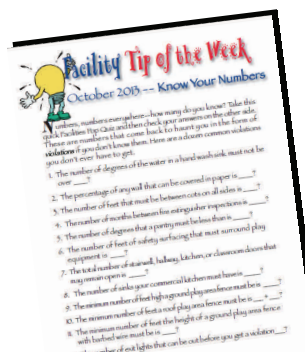 Facility Tip of the Week
October 2013 -- Know Your Numbers
Numbers, numbers everywhere--how many do you know? Take this
quick Facilities Pop Quiz and then check your answers on the other side.
These are numbers that come back to haunt you in the form of
violations if you don't know them. Here are a dozen common violations
you don't ever have to get.
1. The number of degrees of the water in a hand wash sink must not be
over ___?
2. The percentage of any wall that can be covered in paper is ___?
3. The number of feet that must be between cots on all sides is ___?
4. The number of months between fire extinguisher inspections is ___?
5. The number of degrees that a pantry must be less than is ___?
6. The number of feet of safety surfacing that must surround play
equipment is ___?
7. The total number of stairwell, hallway, kitchen, or classroom doors that
may remain open is ___?
8. The number of sinks your commercial kitchen must have is ___?
9. The minimum number of feet high a ground play area fence must be is ___?
10. The minimum number of feet a roof play area fence must be is __+__?
11. The minimum number of feet the height of a ground play area fence
with barbed wire must be is ___?
number of exit lights that can be out before you get a violation ___?